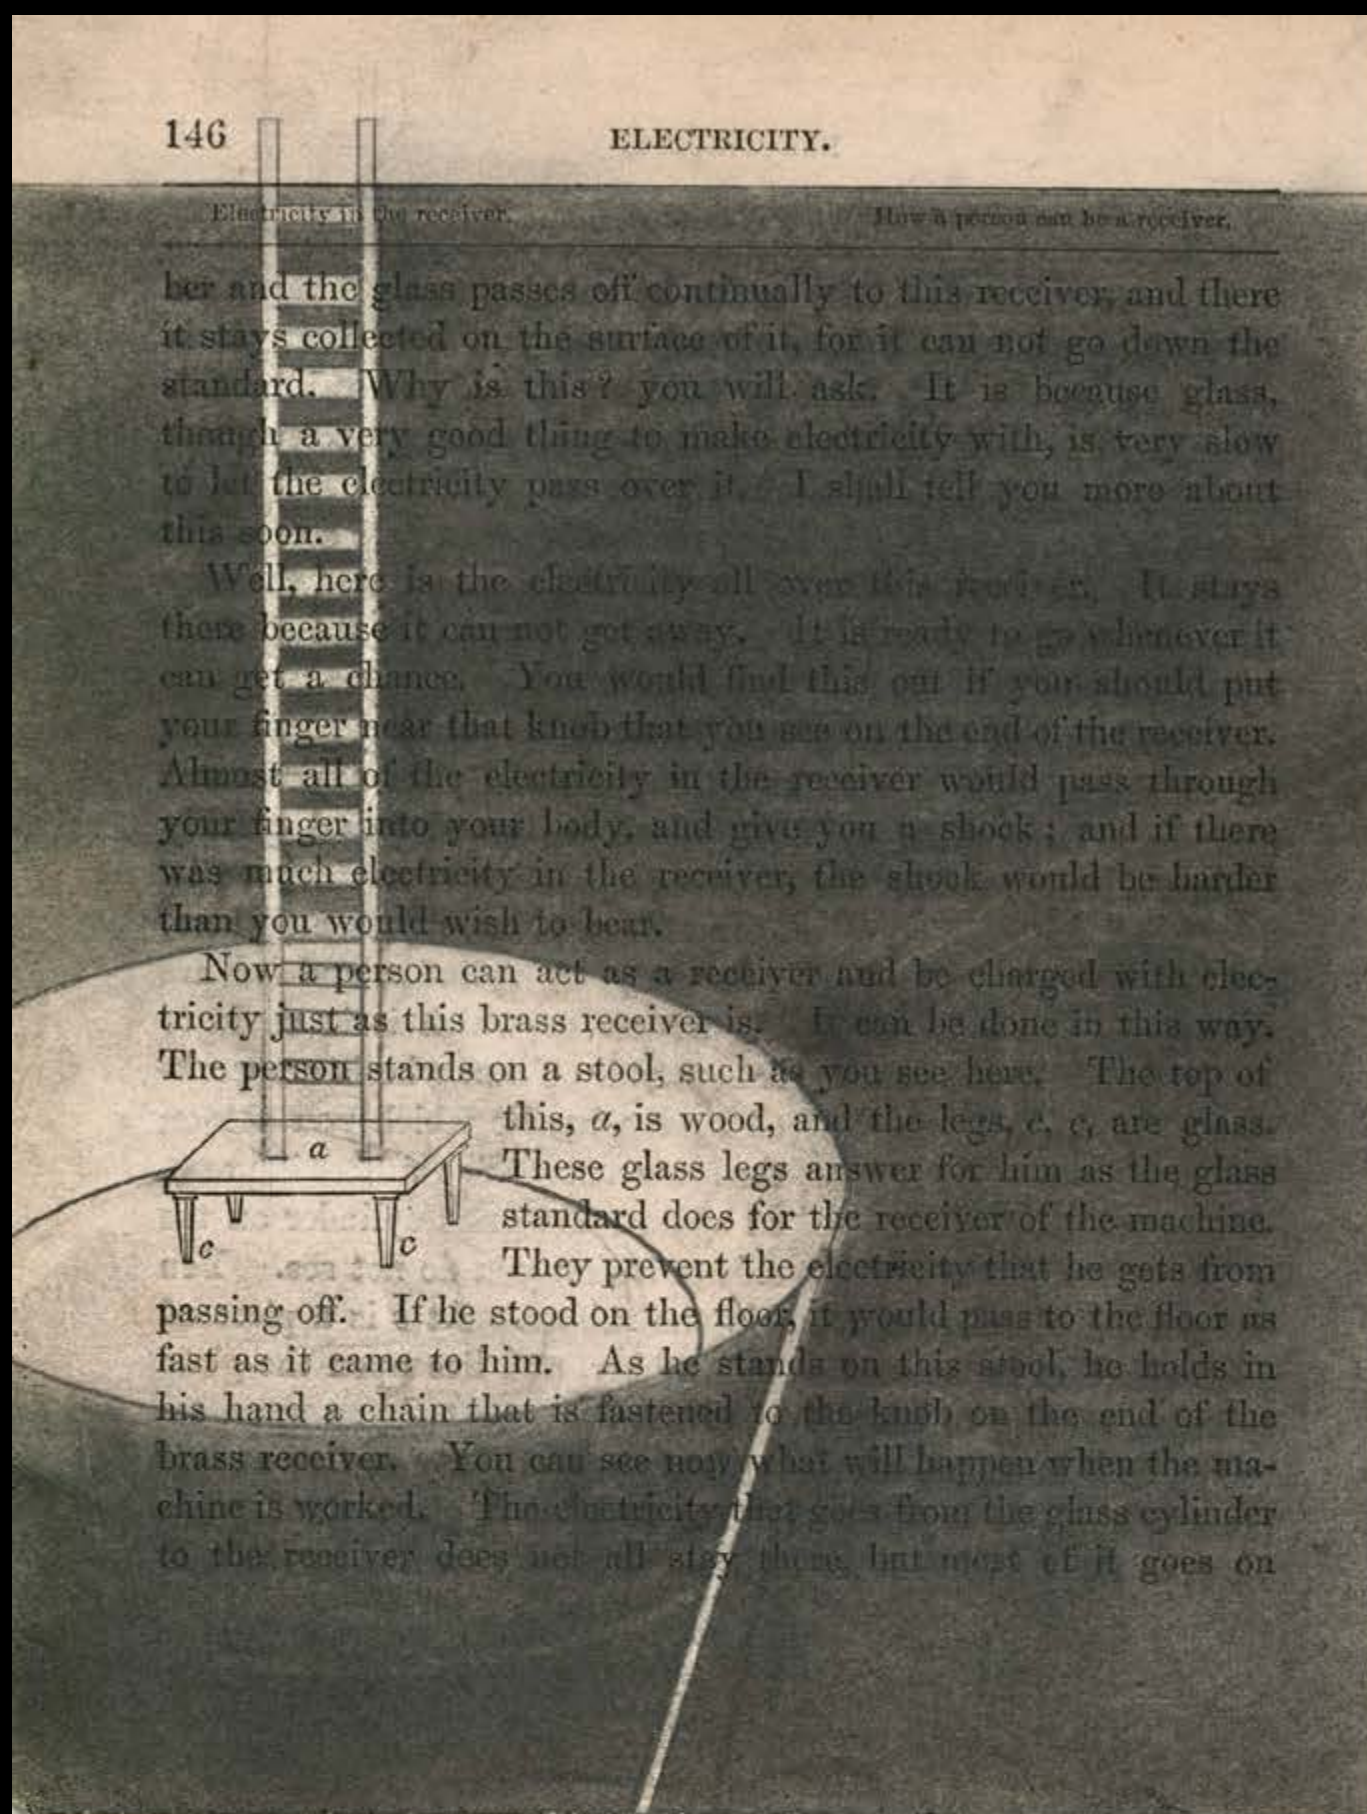 146 ELECTRICITY.
Electricity in the receiver. How a person can be a receiver.
ber and the glass passes off continually to this receiver, and there
it stays collected on the surface of it, for it can not go down the
standard. Why is this? you will ask. It is because glass,
though a very good thing to make electricity with, is very slow
to let the electricity pass over it. I shall tell you more about
this soon.
Well, here is the electricity all over this receiver. It stays
there because it can not get away. It is ready to go whenever it
can get a chance. You would find this out if you should put
your finger near that knob that you see on the end of the receiver.
Almost all of the electricity in the receiver would pass through
your finger into your body, and give you a shock; and if there
was much electricity in the receiver, the shock would be harder
than you would wish to bear.
Now a person can act as a receiver and be charged with elec-
tricity just as this brass receiver is. It can be done in this way.
The person stands on a stool, such as you see here. The top of
this, a, is wood, and the legs, c, c, are glass.
These glass legs answer for him as the glass
standard does for the receiver of the machine.
They prevent the electricity that he gets from
a
c c
passing off. If he stood on the floor, it would pass to the floor as
fast as it came to him. As he stands on this stool, he holds in
his hand a chain that is fastened to the knob on the end of the
brass receiver. You can see now what will happen when the ma-
chine is worked. The electricity that goes from the glass cylinder
to the receiver does not all stay there, but most of it goes on